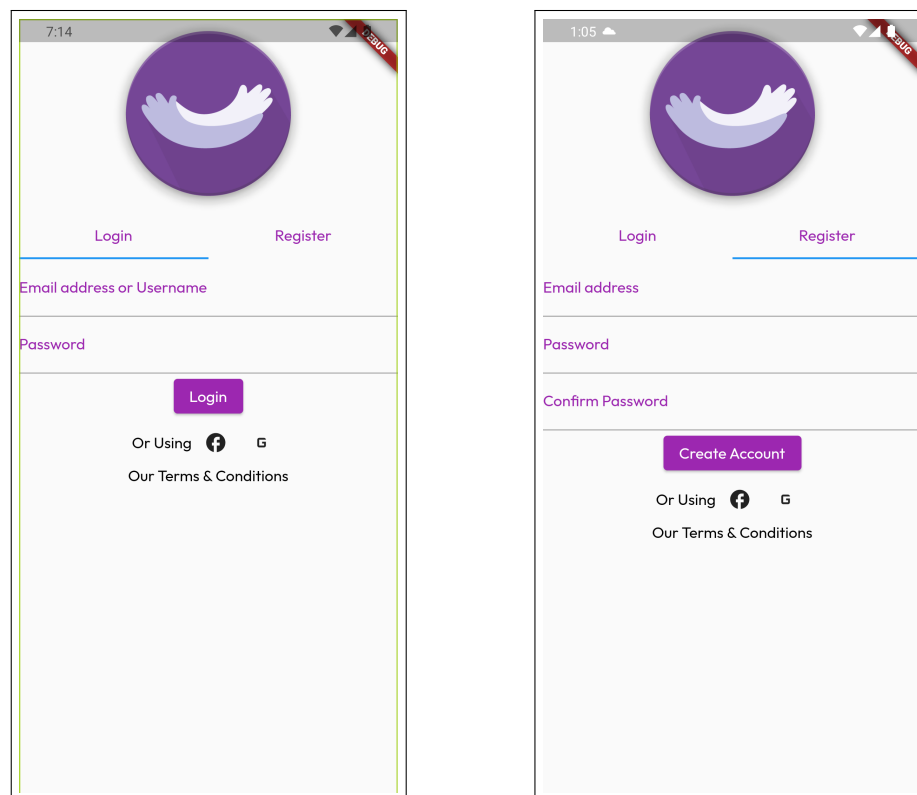 7:14
DEBUG
Login Register
Email address or Username
Password
Login
Or Using G
Our Terms & Conditions
1:05
DEBUG
Login Register
Email address
Password
Confirm Password
Create Account
Or Using G
Our Terms & Conditions